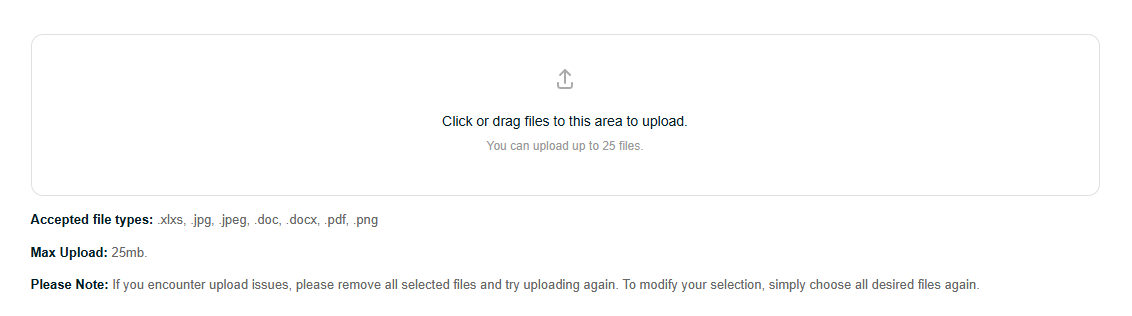 Click or drag files to this area to upload.
You can upload up to 25 files.
Accepted file types: .xlxs, .jpg, .jpeg, .doc, .docx, .pdf, .png
Max Upload: 25mb.
Please Note: If you encounter upload issues, please remove all selected files and try uploading again. To modify your selection, simply choose all desired files again.